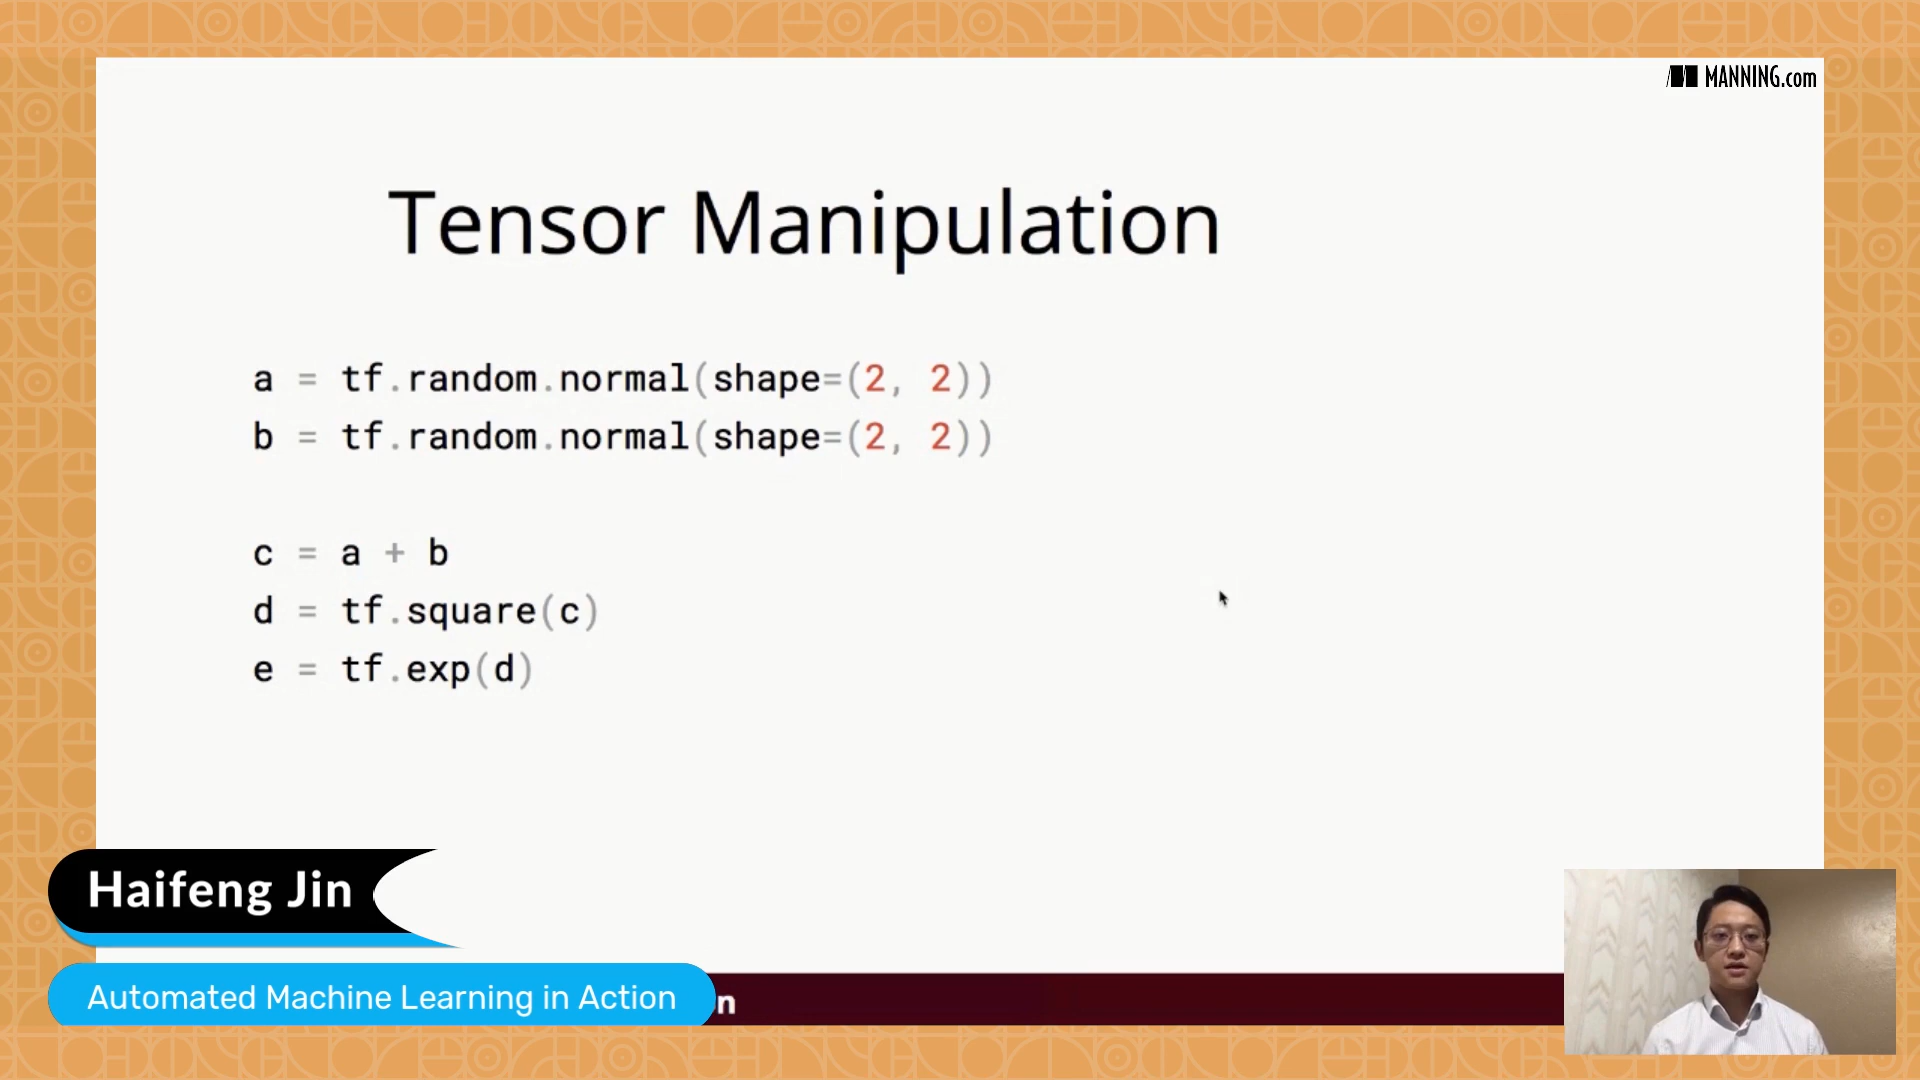 MANNING.com
Tensor Manipulation
a = tf.random.normal(shape=(2, 2))
b = tf.random.normal(shape=(2, 2))
c = a + b
d = tf.square(c)
e = tf.exp(d)
Haifeng Jin
Automated Machine Learning in Action